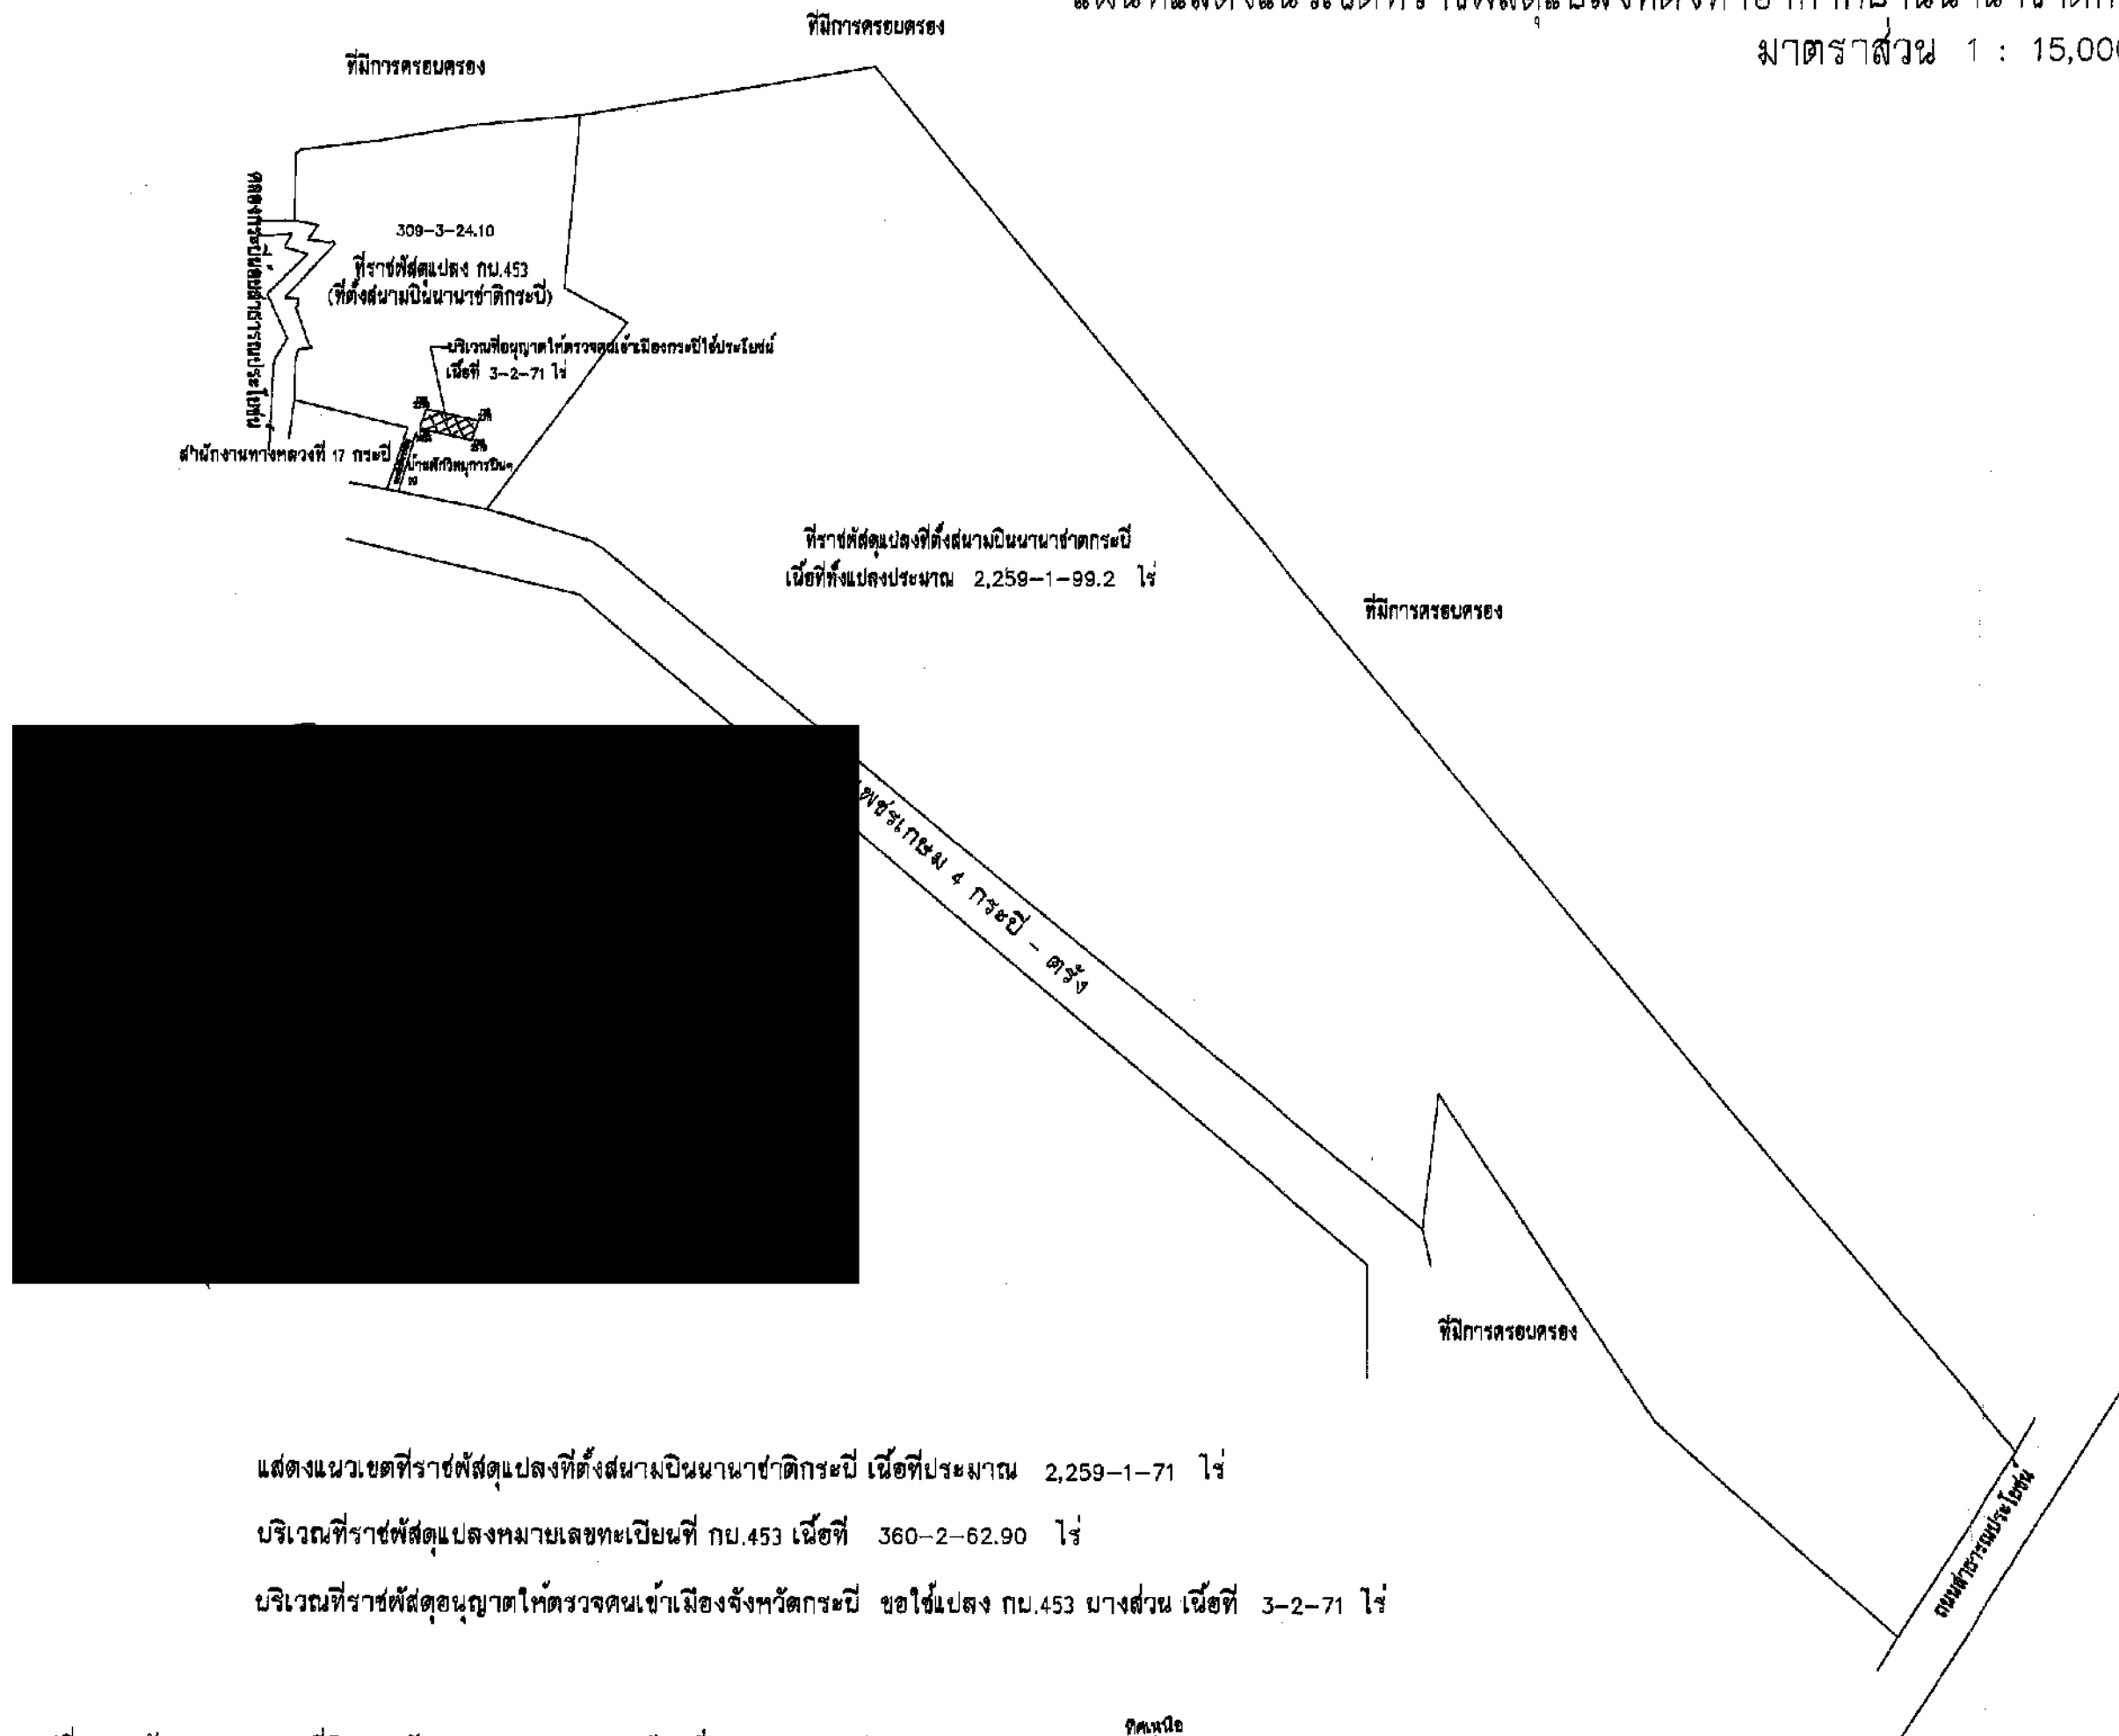 มาตราส่วน 1 : 15,000
ที่มีการครอบครอง
ที่มีการครอบครอง
309-3-24.10
ที่ราชพัสดุแปลง กบ.453
(ที่ตั้งสนามบินนานาชาติกระบี่)
บริเวณที่อนุญาตให้ตรวจคนเข้าเมืองกระบี่ใช้ประโยชน์
เนื้อที่ 3-2-71 ไร่
สำนักงานทางหลวงที่ 17 กระบี่
บ้านพักวิทยุการบินฯ
ที่ราชพัสดุแปลงที่ตั้งสนามบินนานาชาตกระบี่
เนื้อที่ทั้งแปลงประมาณ 2,259-1-99.2 ไร่
ที่มีการครอบครอง
เพชรเกษม 4 กระบี่ - ตรัง
ที่มีการครอบครอง
ถนนสาธารณประโยชน์
แสดงแนวเขตที่ราชพัสดุแปลงที่ตั้งสนามบินนานาชาติกระบี่ เนื้อที่ประมาณ 2,259-1-71 ไร่
บริเวณที่ราชพัสดุแปลงหมายเลขทะเบียนที่ กบ.453 เนื้อที่ 360-2-62.90 ไร่
บริเวณที่ราชพัสดุอนุญาตให้ตรวจคนเข้าเมืองจังหวัดกระบี่ ขอใช้แปลง กบ.453 บางส่วน เนื้อที่ 3-2-71 ไร่
ทิศเหนือ